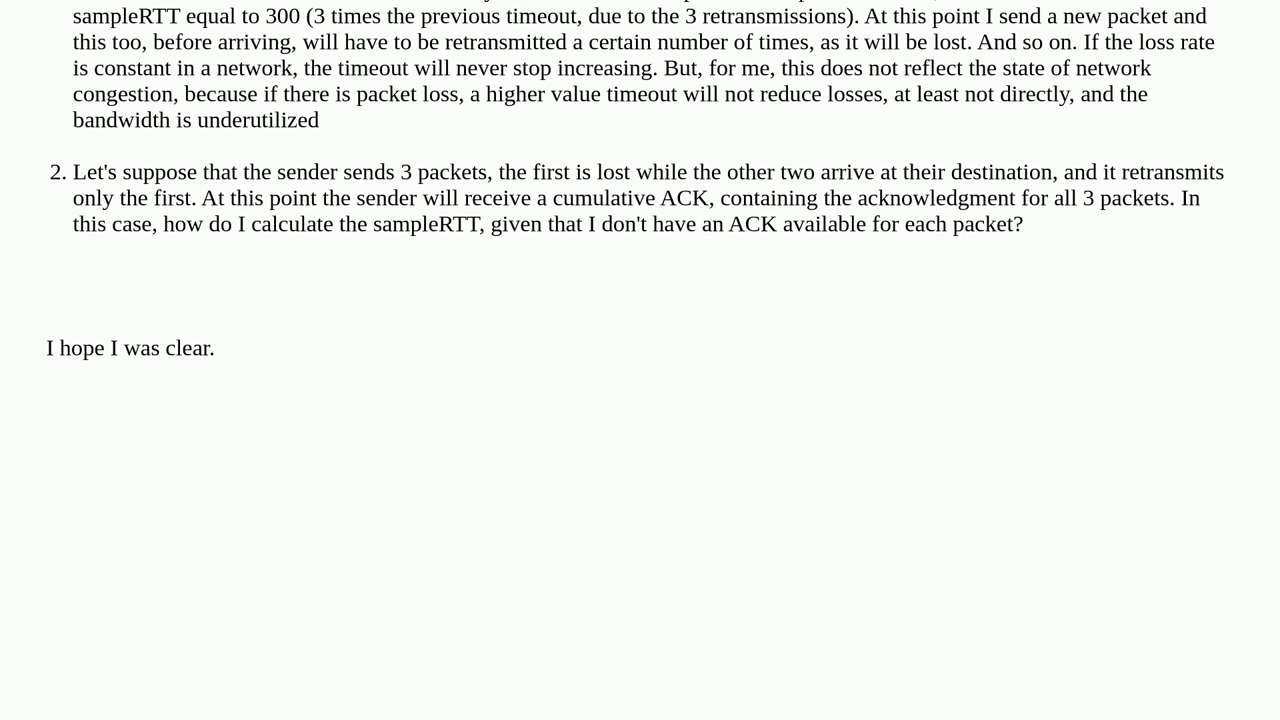 sampleRTT equal to 300 (3 times the previous timeout, due to the 3 retransmissions). At this point I send a new packet and
this too, before arriving, will have to be retransmitted a certain number of times, as it will be lost. And so on. If the loss rate
is constant in a network, the timeout will never stop increasing. But, for me, this does not reflect the state of network
congestion, because if there is packet loss, a higher value timeout will not reduce losses, at least not directly, and the
bandwidth is underutilized
2. Let's suppose that the sender sends 3 packets, the first is lost while the other two arrive at their destination, and it retransmits
only the first. At this point the sender will receive a cumulative ACK, containing the acknowledgment for all 3 packets. In
this case, how do I calculate the sampleRTT, given that I don't have an ACK available for each packet?
I hope I was clear.